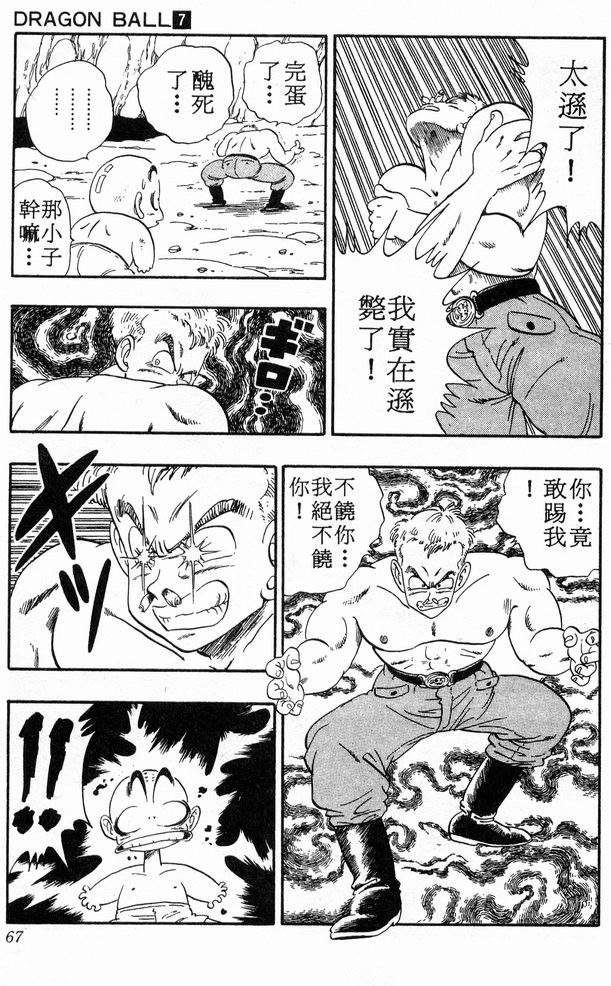 DRAGON BALL 7
太遜了！
我實在遜
斃了！
完蛋
了…
醜死
了…
………
那小子
幹嘛…
ギロ…
你…竟
敢踢我
！
不饒你…
我絕不饒
你！
!!
67